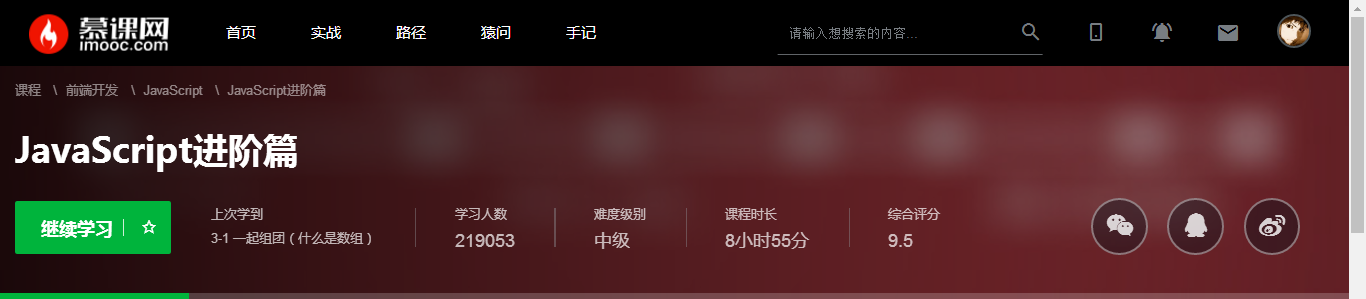 慕课网
imooc.com
首页 实战 路径 猿问 手记 请输入想搜索的内容...
课程 \ 前端开发 \ JavaScript \ JavaScript进阶篇
JavaScript进阶篇
继续学习
上次学到 学习人数 难度级别 课程时长 综合评分
3-1 一起组团（什么是数组） 219053 中级 8小时55分 9.5